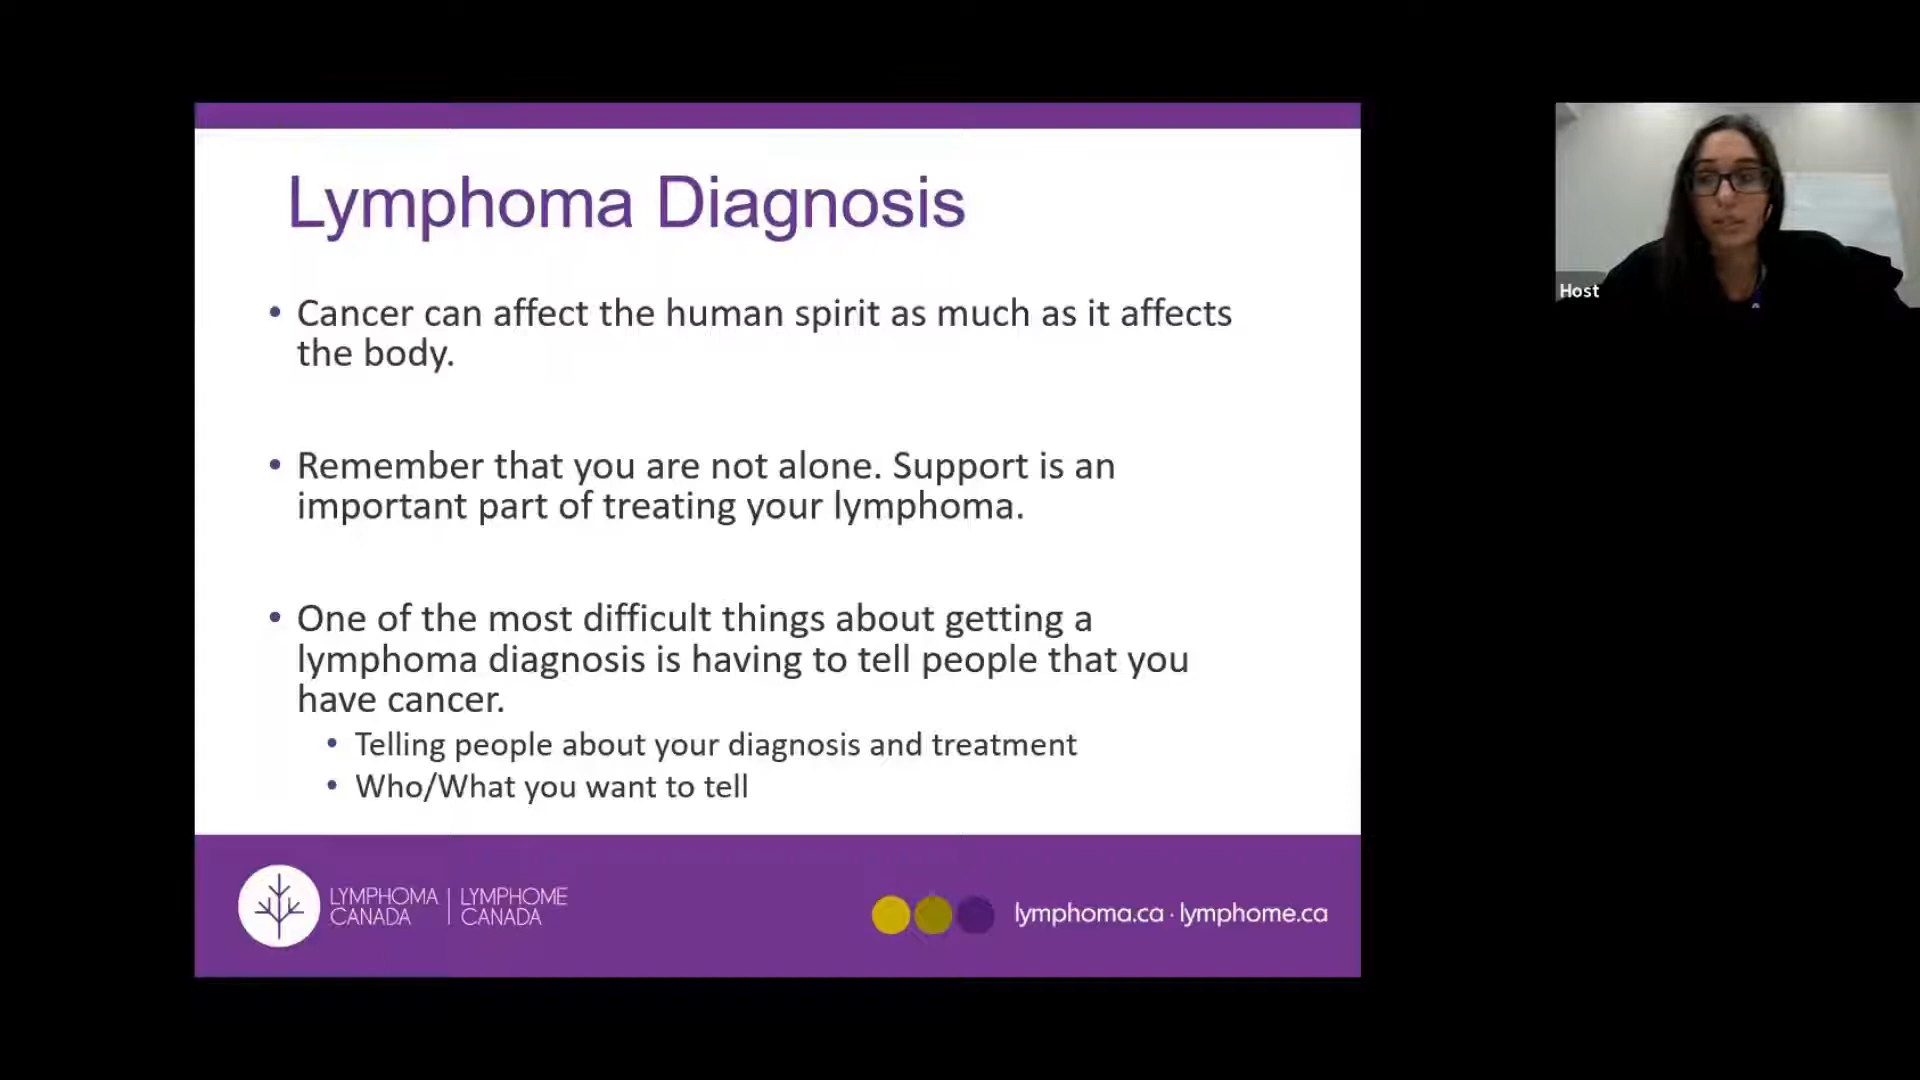 Lymphoma Diagnosis
• Cancer can affect the human spirit as much as it affects
the body.
• Remember that you are not alone. Support is an
important part of treating your lymphoma.
• One of the most difficult things about getting a
lymphoma diagnosis is having to tell people that you
have cancer.
• Telling people about your diagnosis and treatment
• Who/What you want to tell
LYMPHOMA | LYMPHOME
CANADA | CANADA
lymphoma.ca · lymphome.ca
Host